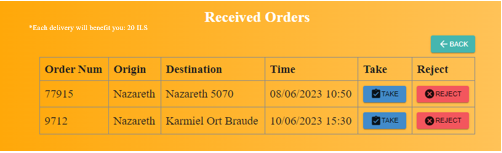 Received Orders
*Each delivery will benefit you: 20 ILS
BACK
Order Num Origin Destination Time Take Reject
77915 Nazareth Nazareth 5070 08/06/2023 10:50 TAKE REJECT
9712 Nazareth Karmiel Ort Braude 10/06/2023 15:30 TAKE REJECT